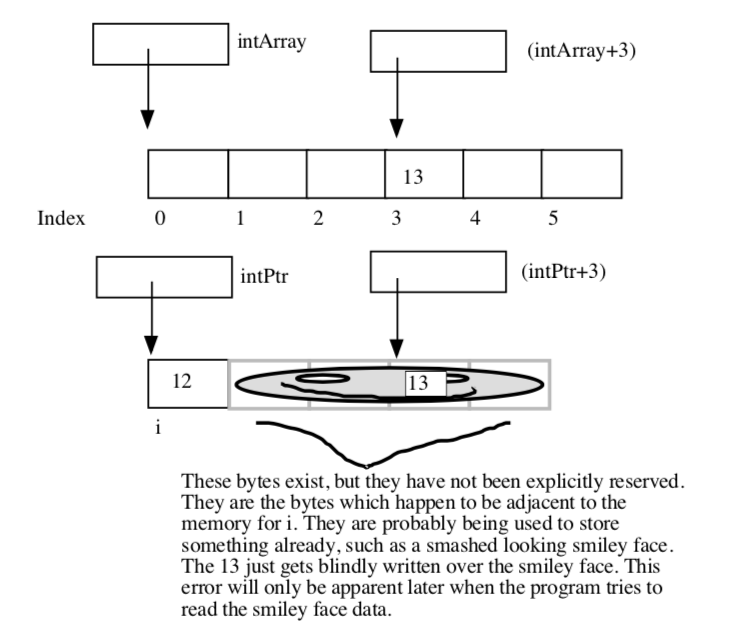 intArray
(intArray+3)
13
Index 0 1 2 3 4 5
intPtr
(intPtr+3)
12
13
i
These bytes exist, but they have not been explicitly reserved.
They are the bytes which happen to be adjacent to the
memory for i. They are probably being used to store
something already, such as a smashed looking smiley face.
The 13 just gets blindly written over the smiley face. This
error will only be apparent later when the program tries to
read the smiley face data.